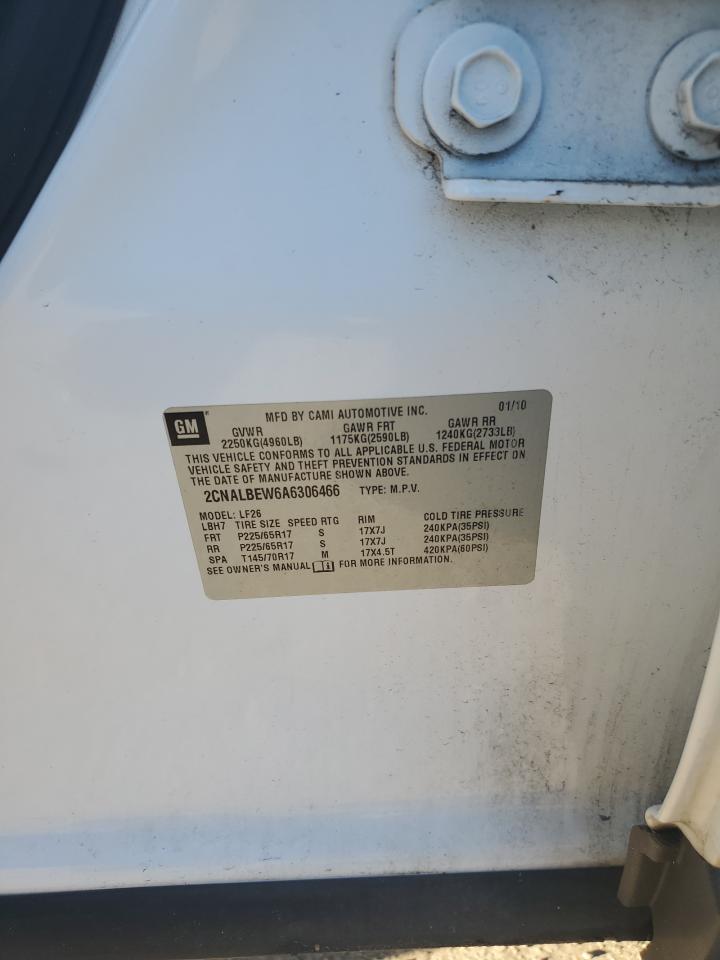 GM ® MFD BY CAMI AUTOMOTIVE INC. 01/10
GVWR GAWR FRT GAWR RR
2250KG(4960LB) 1175KG(2590LB) 1240KG(2733LB)
THIS VEHICLE CONFORMS TO ALL APPLICABLE U.S. FEDERAL MOTOR
VEHICLE SAFETY AND THEFT PREVENTION STANDARDS IN EFFECT ON
THE DATE OF MANUFACTURE SHOWN ABOVE.
2CNALBEW6A6306466 TYPE: M.P.V.
MODEL: LF26
LBH7 TIRE SIZE SPEED RTG RIM COLD TIRE PRESSURE
FRT P225/65R17 S 17X7J 240KPA(35PSI)
RR P225/65R17 S 17X7J 240KPA(35PSI)
SPA T145/70R17 M 17X4.5T 420KPA(60PSI)
SEE OWNER'S MANUAL FOR MORE INFORMATION.